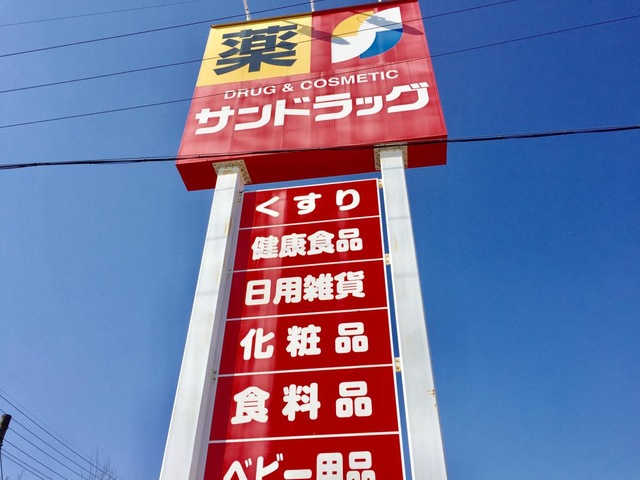 薬
DRUG & COSMETIC
サンドラッグ
くすり
健康食品
日用雑貨
化粧品
食料品
ベビー用品